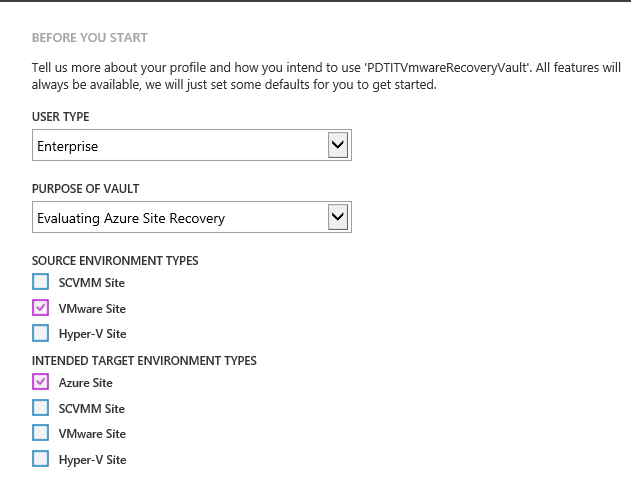 BEFORE YOU START
Tell us more about your profile and how you intend to use 'PDTITVmwareRecoveryVault'. All features will
always be available, we will just set some defaults for you to get started.
USER TYPE
Enterprise
PURPOSE OF VAULT
Evaluating Azure Site Recovery
SOURCE ENVIRONMENT TYPES
SCVMM Site
VMware Site
Hyper-V Site
INTENDED TARGET ENVIRONMENT TYPES
Azure Site
SCVMM Site
VMware Site
Hyper-V Site